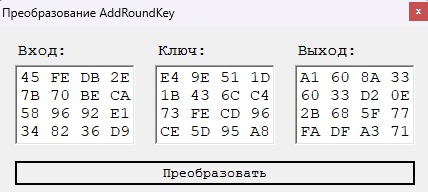 Преобразование AddRoundKey
Вход: Ключ: Выход:
45 FE DB 2E E4 9E 51 1D A1 60 8A 33
7B 70 BE CA 1B 43 6C C4 60 33 D2 0E
58 96 92 E1 73 FE CD 96 2B 68 5F 77
34 82 36 D9 CE 5D 95 A8 FA DF A3 71
Преобразовать